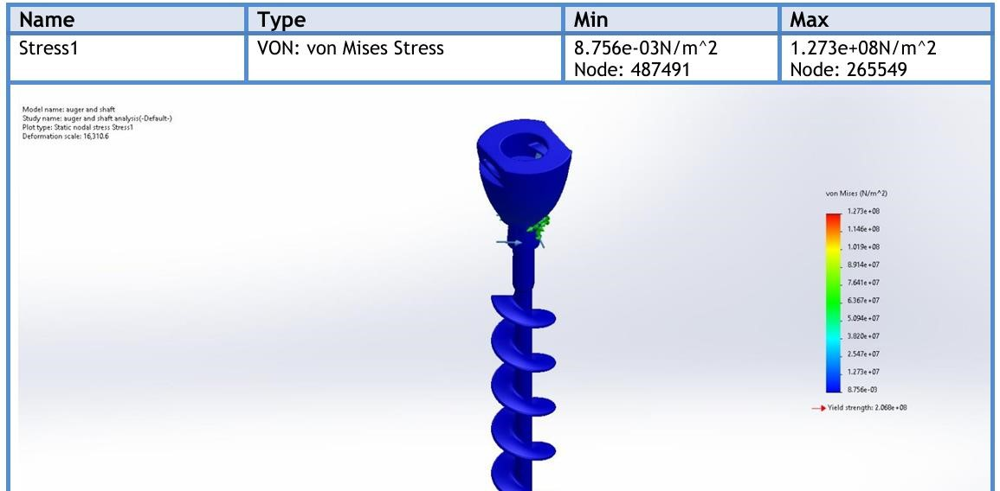 Name Type Min Max
Stress1 VON: von Mises Stress 8.756e-03N/m^2 1.273e+08N/m^2
Node: 487491 Node: 265549
Model name: auger and shaft
Study name: auger and shaft analysis(-Default-)
Plot type: Static nodal stress Stress1
Deformation scale: 16,310.6
von Mises (N/m^2)
1.273e+08
1.146e+08
1.019e+08
8.914e+07
7.641e+07
6.367e+07
5.094e+07
3.820e+07
2.547e+07
1.273e+07
8.756e-03
Yield strength: 2.068e+08